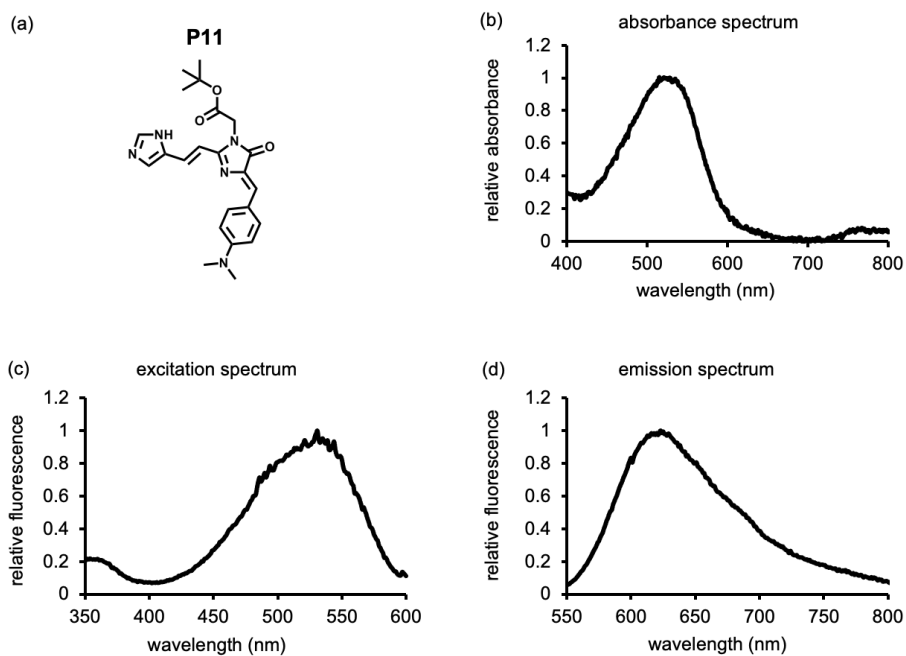 (a)
P11
O
O
N
O
NH
N
N
N
(b)
absorbance spectrum
relative absorbance
1.2
1
0.8
0.6
0.4
0.2
0
400 500 600 700 800
wavelength (nm)
(c)
excitation spectrum
relative fluorescence
1.2
1
0.8
0.6
0.4
0.2
0
350 400 450 500 550 600
wavelength (nm)
(d)
emission spectrum
relative fluorescence
1.2
1
0.8
0.6
0.4
0.2
0
550 600 650 700 750 800
wavelength (nm)